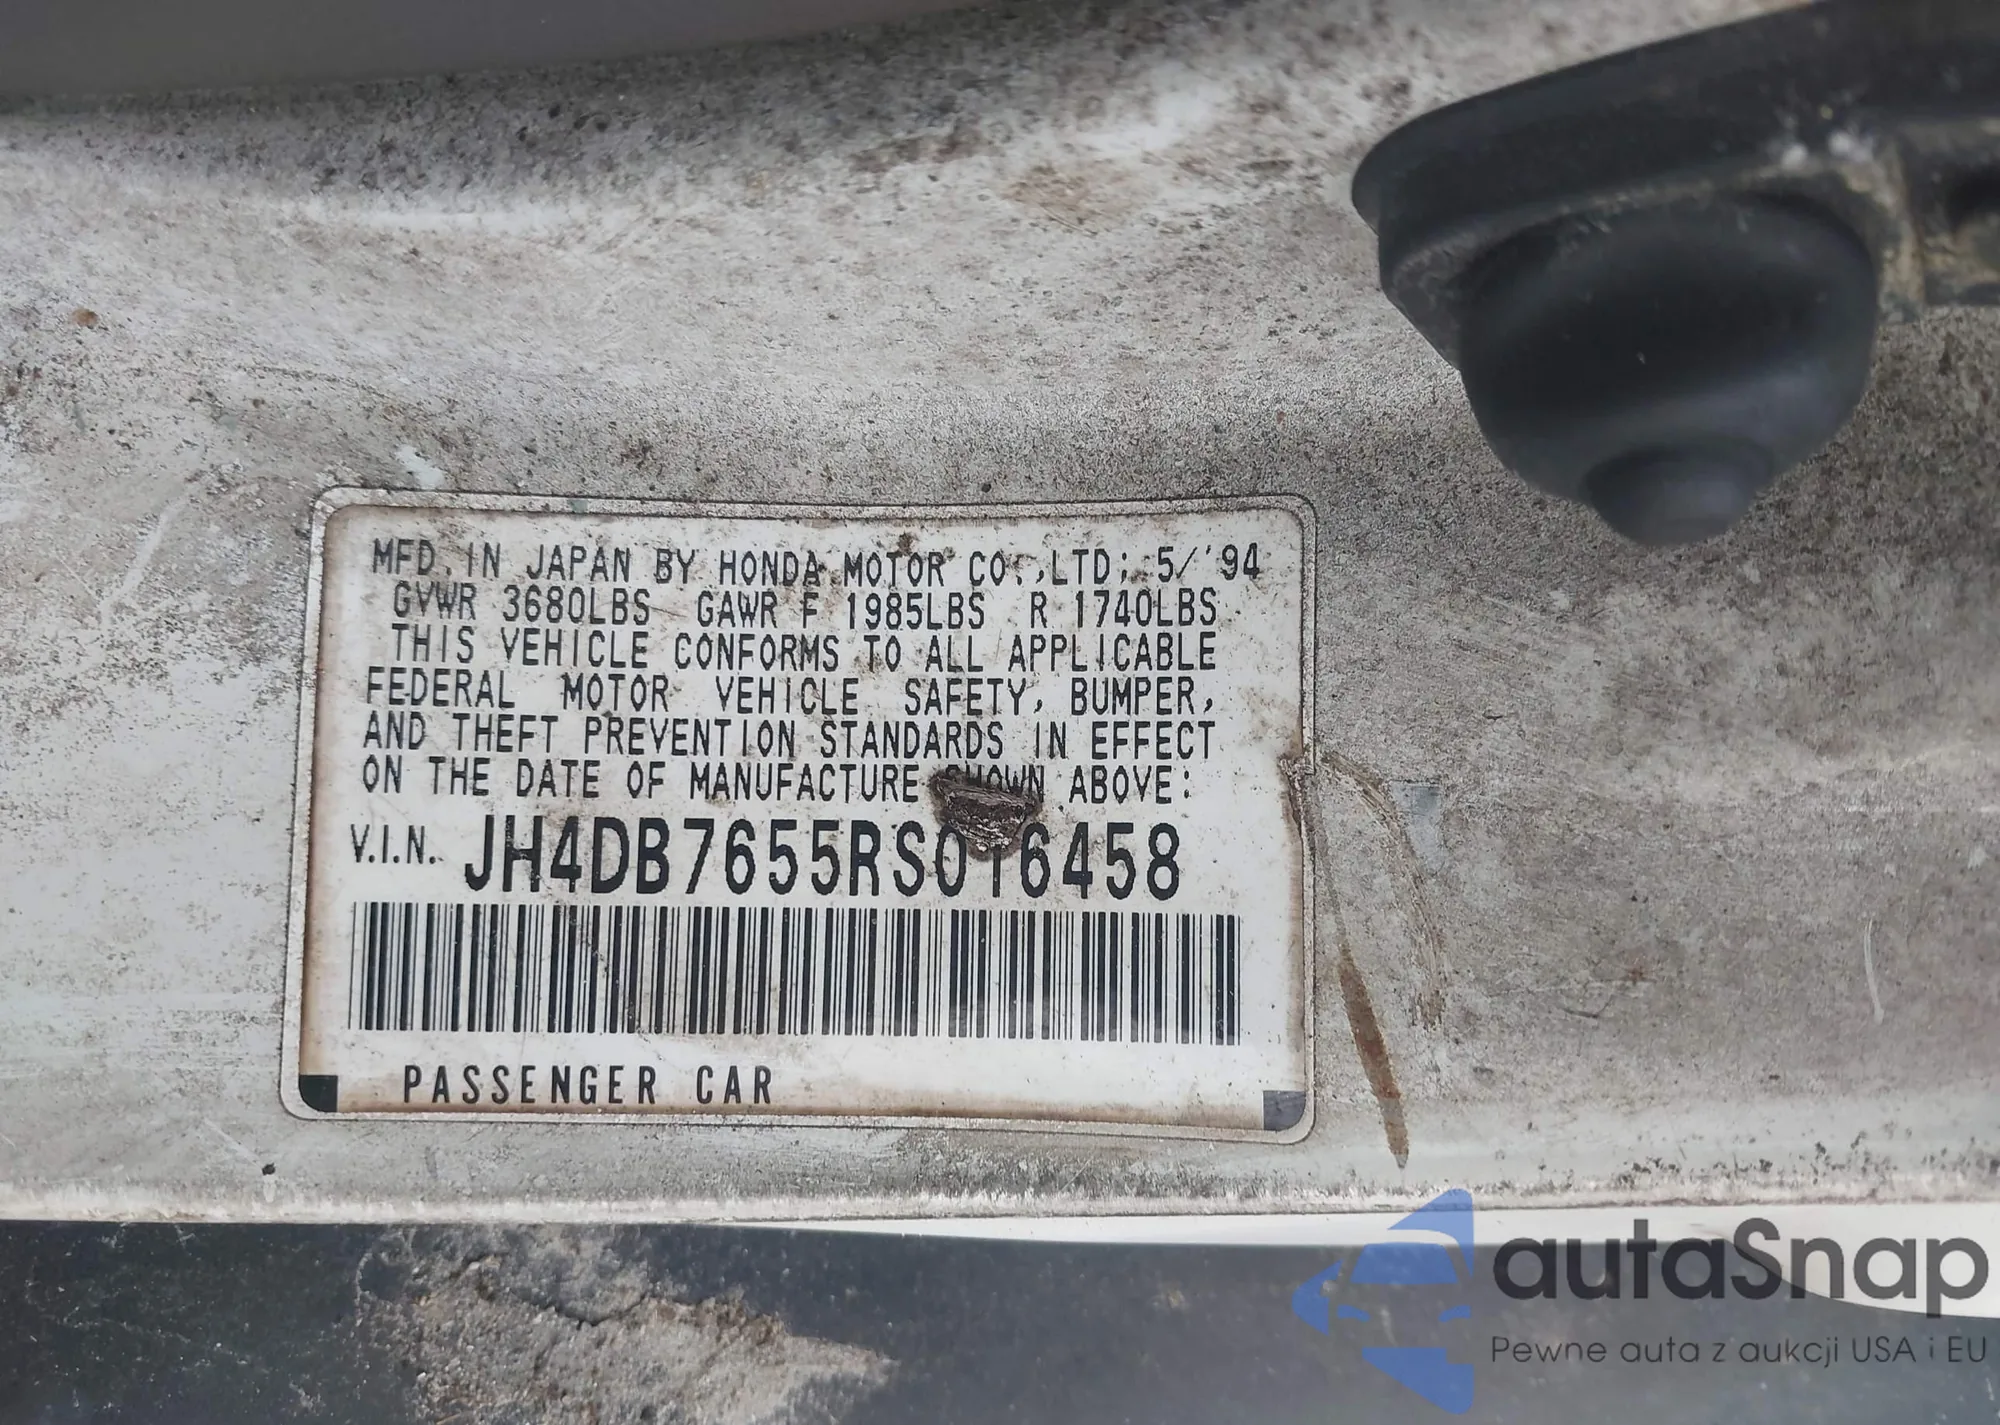 MFD. IN JAPAN BY HONDA MOTOR CO., LTD; 5/'94
GVWR 3680LBS GAWR F 1985LBS R 1740LBS
THIS VEHICLE CONFORMS TO ALL APPLICABLE
FEDERAL MOTOR VEHICLE SAFETY, BUMPER,
AND THEFT PREVENTION STANDARDS IN EFFECT
ON THE DATE OF MANUFACTURE SHOWN ABOVE:
V.I.N. JH4DB7655RS016458
PASSENGER CAR
autaSnap
Pewne auta z aukcji USA i EU